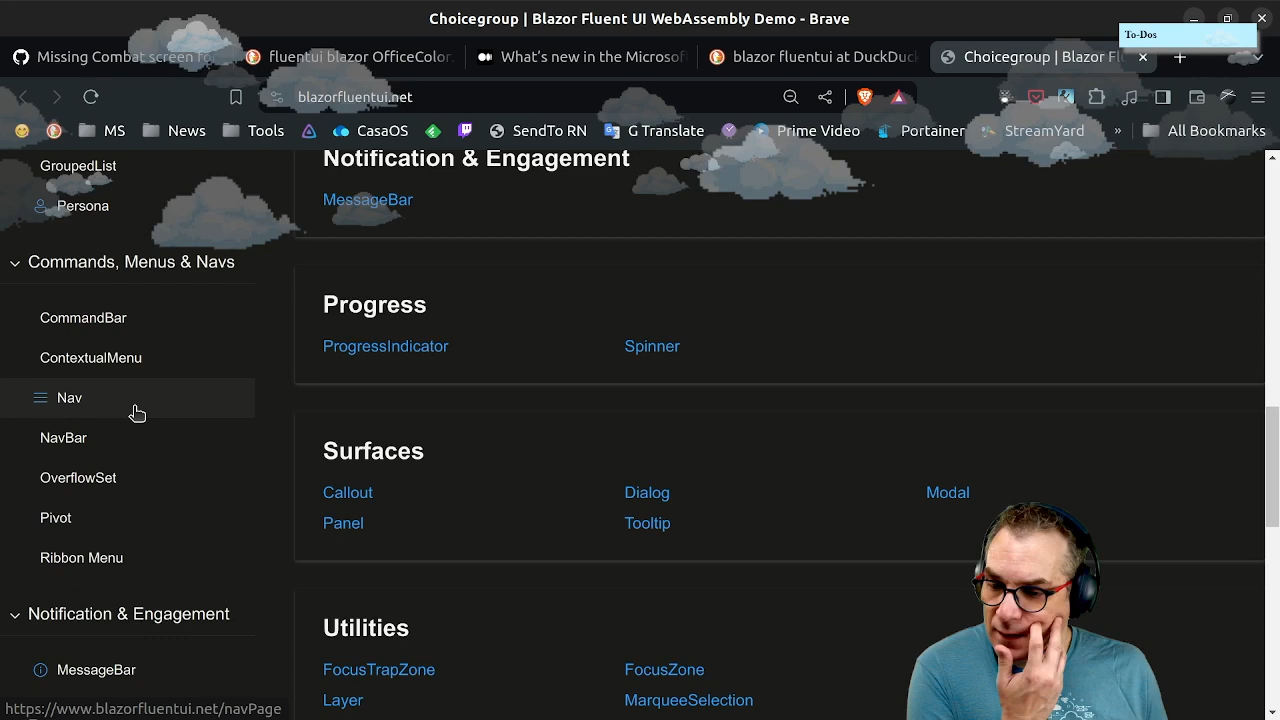 Choicegroup | Blazor Fluent UI WebAssembly Demo - Brave
To-Dos
Missing Combat screen fo
fluentui blazor OfficeColor
What's new in the Microsof
blazor fluent at DuckDuck
Choicegroup | Blazor Fl
blazorfluentui.net
MS
News
Tools
CasaOS
SendTo RN
G Translate
Prime Video
Portainer
StreamYard
»
All Bookmarks
GroupedList
Persona
Commands, Menus & Navs
CommandBar
ContextualMenu
Nav
NavBar
OverflowSet
Pivot
Ribbon Menu
Notification & Engagement
MessageBar
https://www.blazorfluentui.net/navPage
Notification & Engagement
MessageBar
Progress
ProgressIndicator Spinner
Surfaces
Callout Dialog Modal
Panel Tooltip
Utilities
FocusTrapZone FocusZone
Layer MarqueeSelection